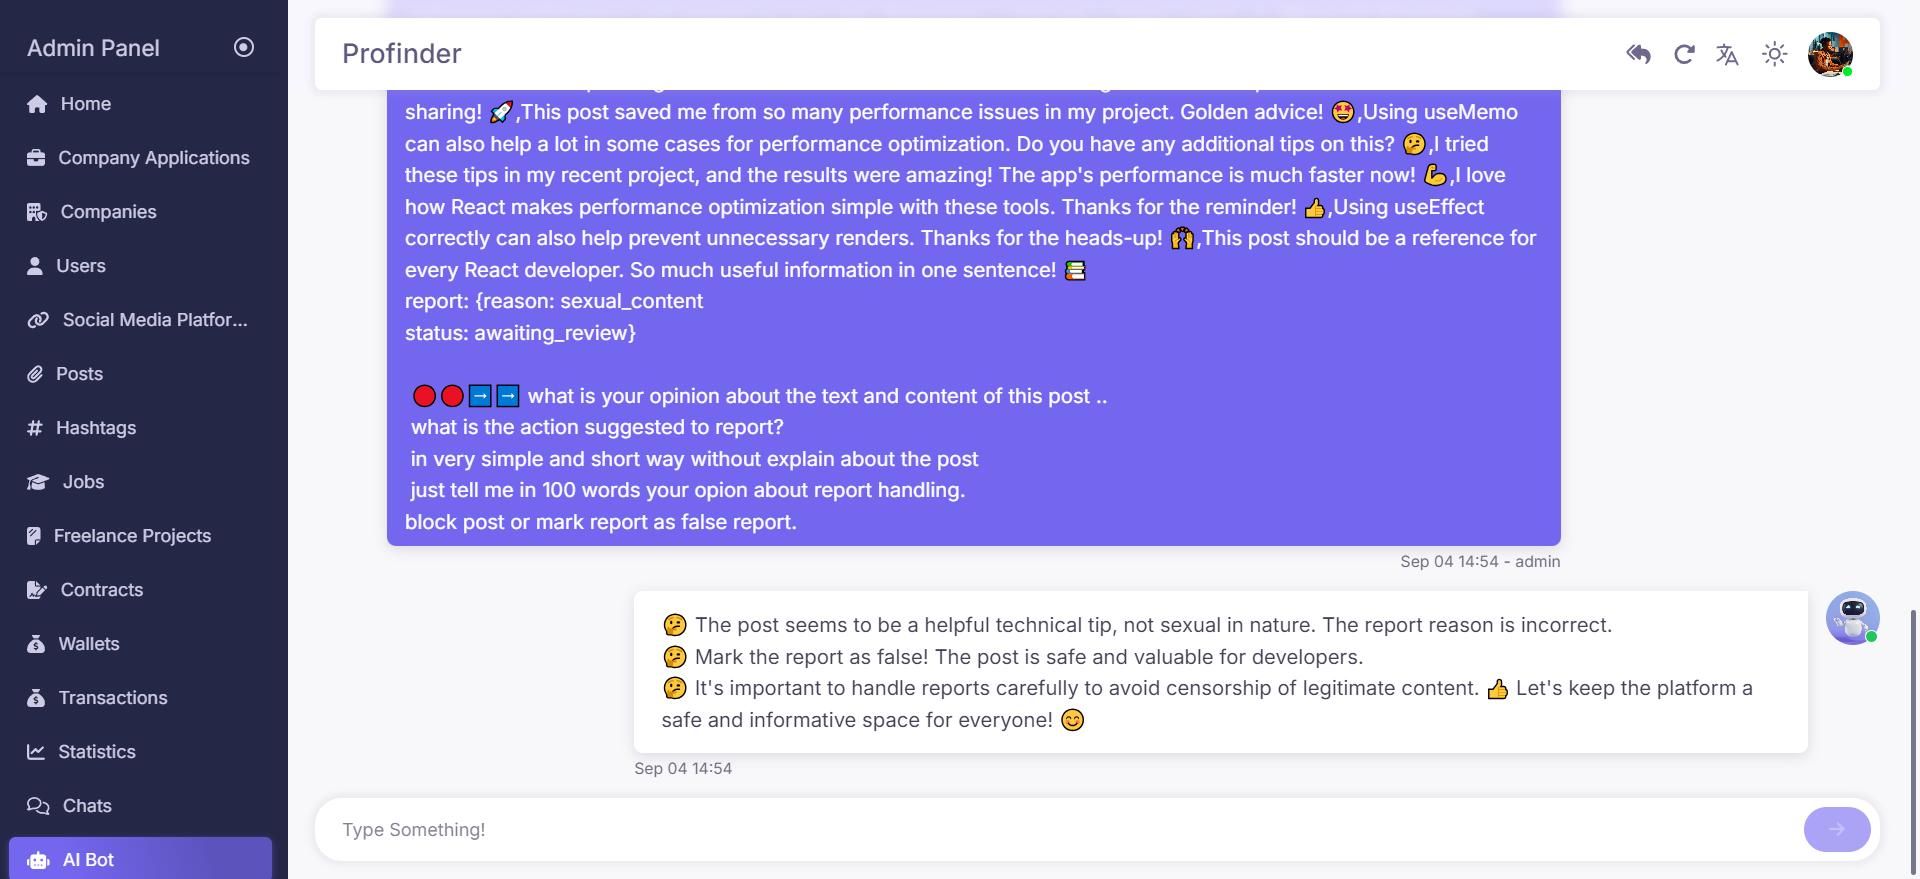 Admin Panel
Home
Company Applications
Companies
Users
Social Media Platfor...
Posts
Hashtags
Jobs
Freelance Projects
Contracts
Wallets
Transactions
Statistics
Chats
AI Bot
Profinder
sharing! 🚀,This post saved me from so many performance issues in my project. Golden advice! 🤩,Using useMemo
can also help a lot in some cases for performance optimization. Do you have any additional tips on this? 🤔,I tried
these tips in my recent project, and the results were amazing! The app's performance is much faster now! 💪,I love
how React makes performance optimization simple with these tools. Thanks for the reminder! 👍,Using useEffect
correctly can also help prevent unnecessary renders. Thanks for the heads-up! 🙌,This post should be a reference for
every React developer. So much useful information in one sentence! 📚
report: {reason: sexual_content
status: awaiting_review}
🔴🔴➡️➡️ what is your opinion about the text and content of this post ..
what is the action suggested to report?
in very simple and short way without explain about the post
just tell me in 100 words your opion about report handling.
block post or mark report as false report.
Sep 04 14:54 - admin
🤔 The post seems to be a helpful technical tip, not sexual in nature. The report reason is incorrect.
🤔 Mark the report as false! The post is safe and valuable for developers.
🤔 It's important to handle reports carefully to avoid censorship of legitimate content. 👍 Let's keep the platform a
safe and informative space for everyone! 😊
Sep 04 14:54
Type Something!